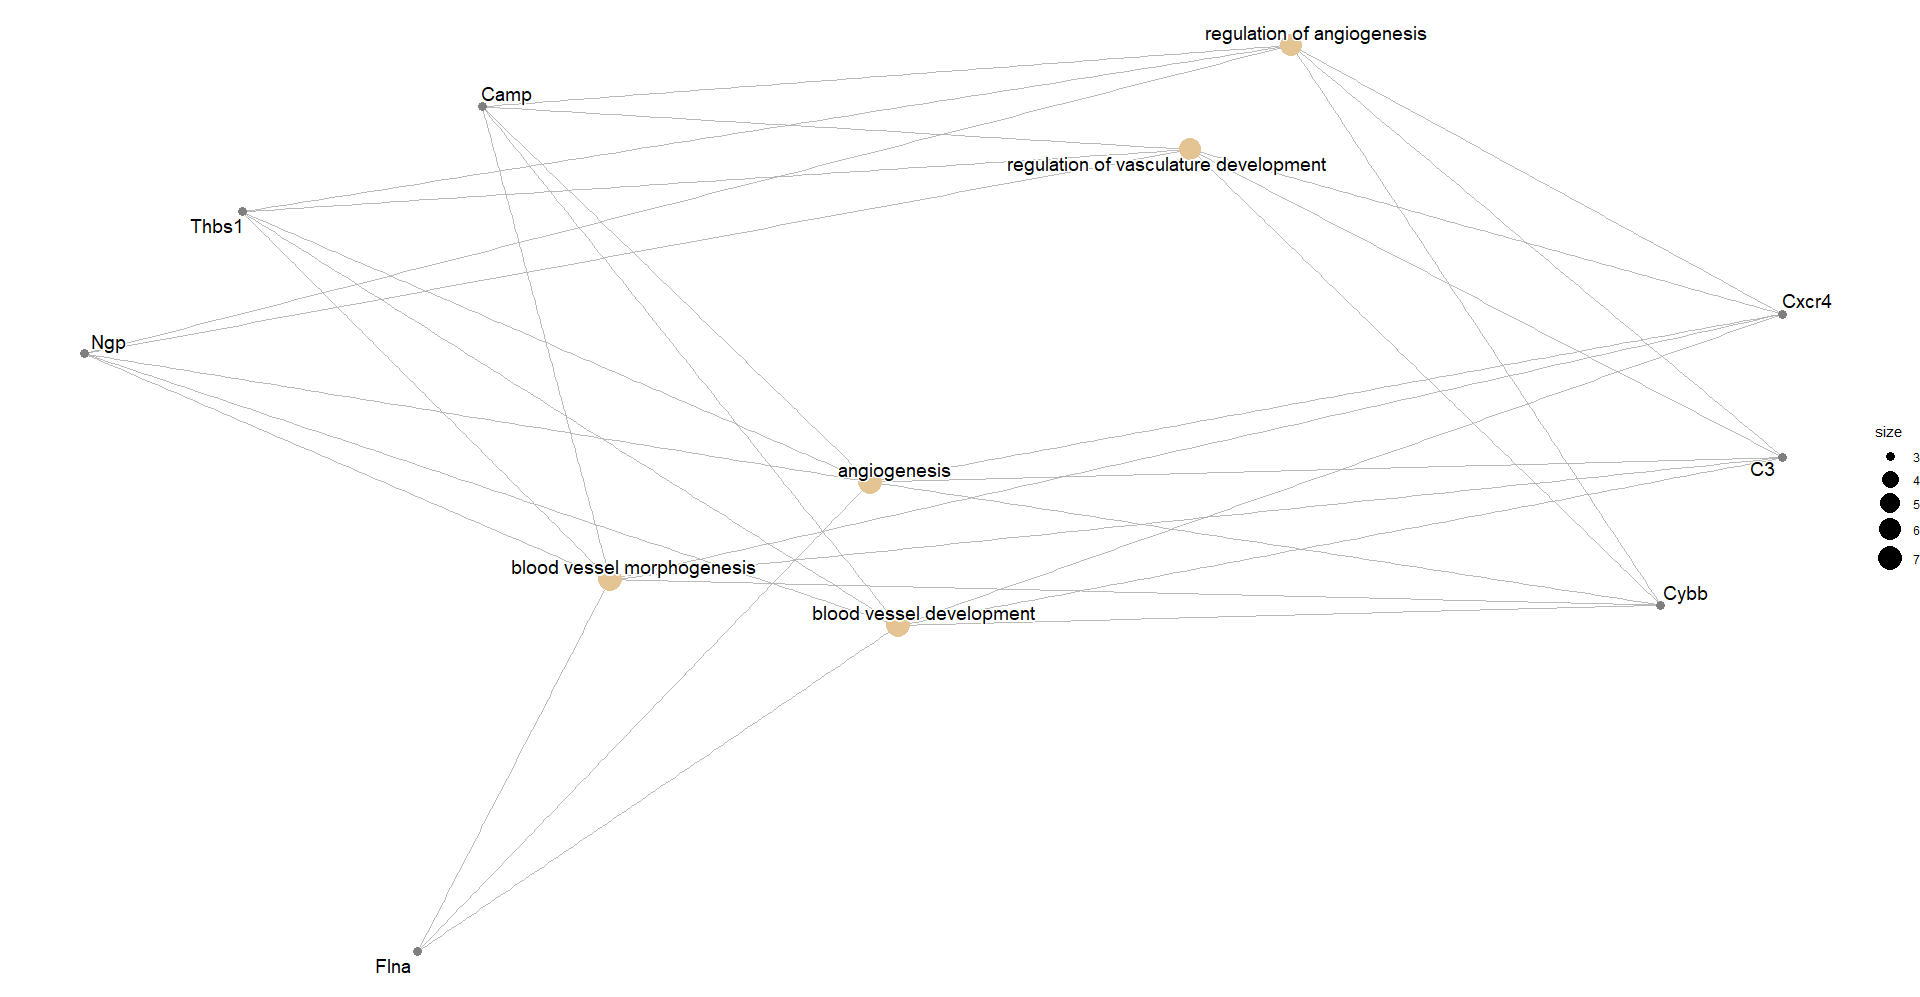 regulation of angiogenesis
Camp
regulation of vasculature development
Thbs1
Cxcr4
Ngp
size
3
C3
angiogenesis
4
5
6
7
blood vessel morphogenesis
Cybb
blood vessel development
Flna